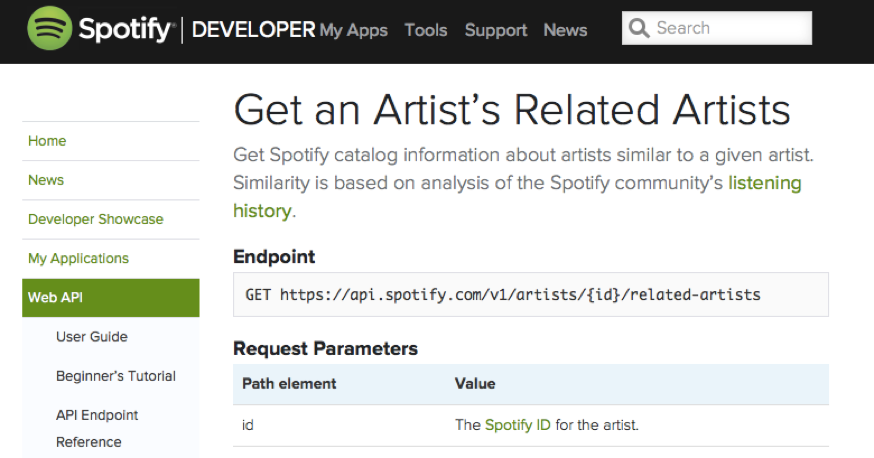 Spotify® | DEVELOPER My Apps Tools Support News Search
Get an Artist’s Related Artists
Get Spotify catalog information about artists similar to a given artist.
Similarity is based on analysis of the Spotify community’s listening
history.
Home
News
Developer Showcase
My Applications
Web API
User Guide
Beginner’s Tutorial
API Endpoint
Reference
Endpoint
GET https://api.spotify.com/v1/artists/{id}/related-artists
Request Parameters
Path element Value
id The Spotify ID for the artist.